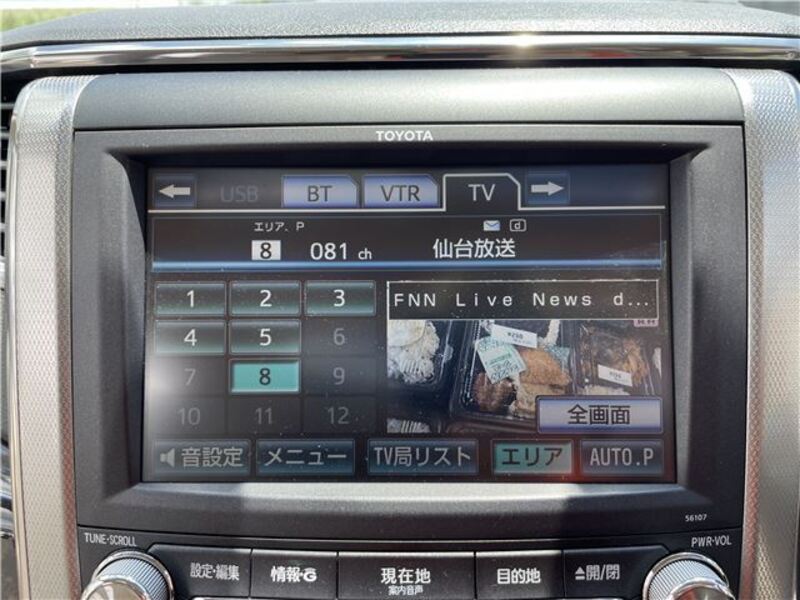 TOYOTA
USB BT VTR TV
エリア.P
8 081 ch 仙台放送
d
1 2 3
FNN Live News d...
4 5 6
7 8 9
10 11 12
全画面
音設定 メニュー TV局リスト エリア AUTO.P
56107
TUNE・SCROLL
PWR・VOL
設定・編集 情報・G 現在地 目的地 開/閉
案内音声